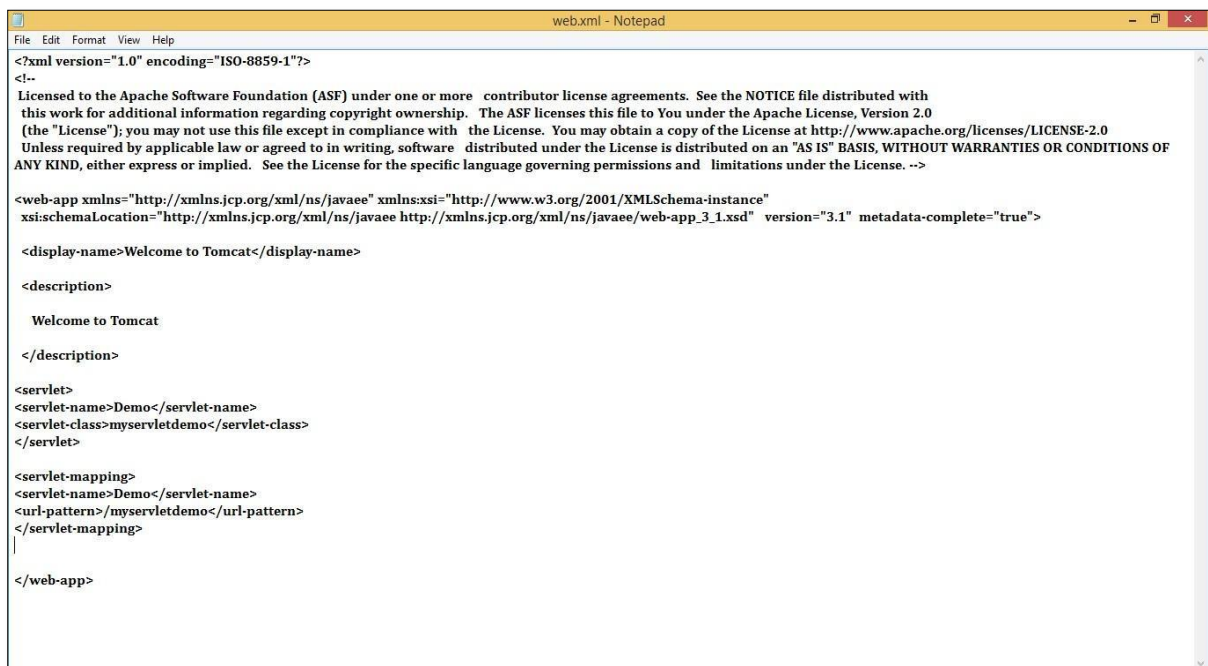 web.xml - Notepad
File Edit Format View Help
<?xml version="1.0" encoding="ISO-8859-1"?>
<!--
Licensed to the Apache Software Foundation (ASF) under one or more contributor license agreements. See the NOTICE file distributed with
this work for additional information regarding copyright ownership. The ASF licenses this file to You under the Apache License, Version 2.0
(the "License"); you may not use this file except in compliance with the License. You may obtain a copy of the License at http://www.apache.org/licenses/LICENSE-2.0
Unless required by applicable law or agreed to in writing, software distributed under the License is distributed on an "AS IS" BASIS, WITHOUT WARRANTIES OR CONDITIONS OF
ANY KIND, either express or implied. See the License for the specific language governing permissions and limitations under the License. -->
<web-app xmlns="http://xmlns.jcp.org/xml/ns/javaee" xmlns:xsi="http://www.w3.org/2001/XMLSchema-instance"
xsi:schemaLocation="http://xmlns.jcp.org/xml/ns/javaee http://xmlns.jcp.org/xml/ns/javaee/web-app_3_1.xsd" version="3.1" metadata-complete="true">
<display-name>Welcome to Tomcat</display-name>
<description>
Welcome to Tomcat
</description>
<servlet>
<servlet-name>Demo</servlet-name>
<servlet-class>myservletdemo</servlet-class>
</servlet>
<servlet-mapping>
<servlet-name>Demo</servlet-name>
<url-pattern>/myservletdemo</url-pattern>
</servlet-mapping>
</web-app>